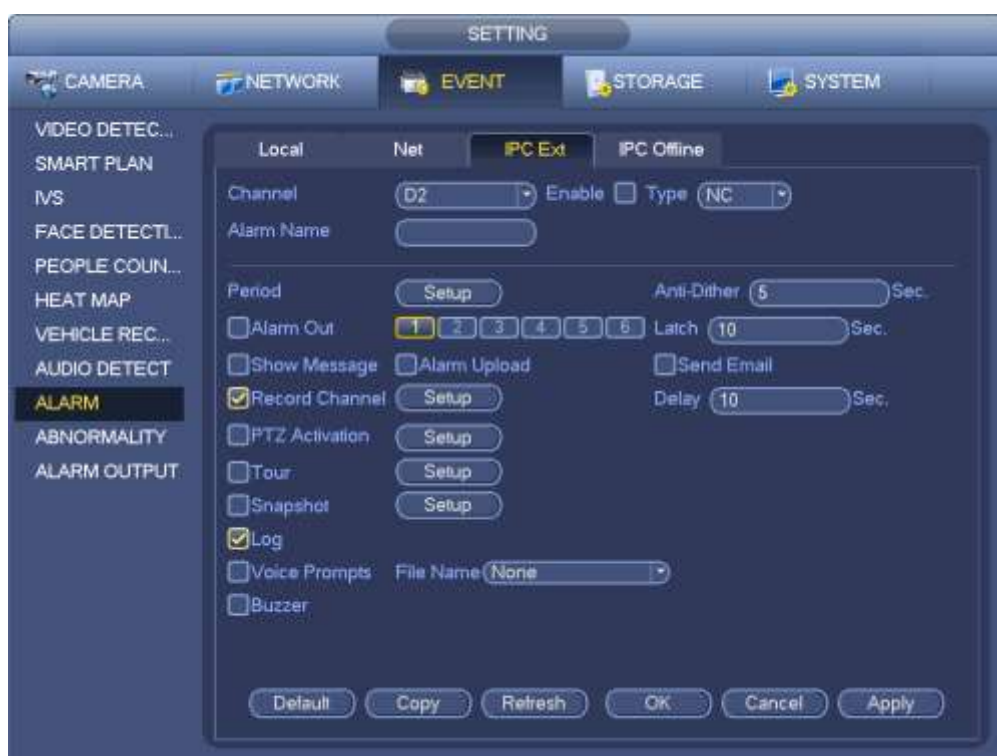 SETTING
CAMERA NETWORK EVENT STORAGE SYSTEM
VIDEO DETEC...
SMART PLAN
IVS
FACE DETECTI...
PEOPLE COUN...
HEAT MAP
VEHICLE REC...
AUDIO DETECT
ALARM
ABNORMALITY
ALARM OUTPUT
Local Net IPC Ext IPC Offline
Channel D2 Enable Type NC
Alarm Name
Period Setup Anti-Dither 5 Sec.
Alarm Out 1 2 3 4 5 6 Latch 10 Sec.
Show Message Alarm Upload Send Email
Record Channel Setup Delay 10 Sec.
PTZ Activation Setup
Tour Setup
Snapshot Setup
Log
Voice Prompts File Name None
Buzzer
Default Copy Refresh OK Cancel Apply